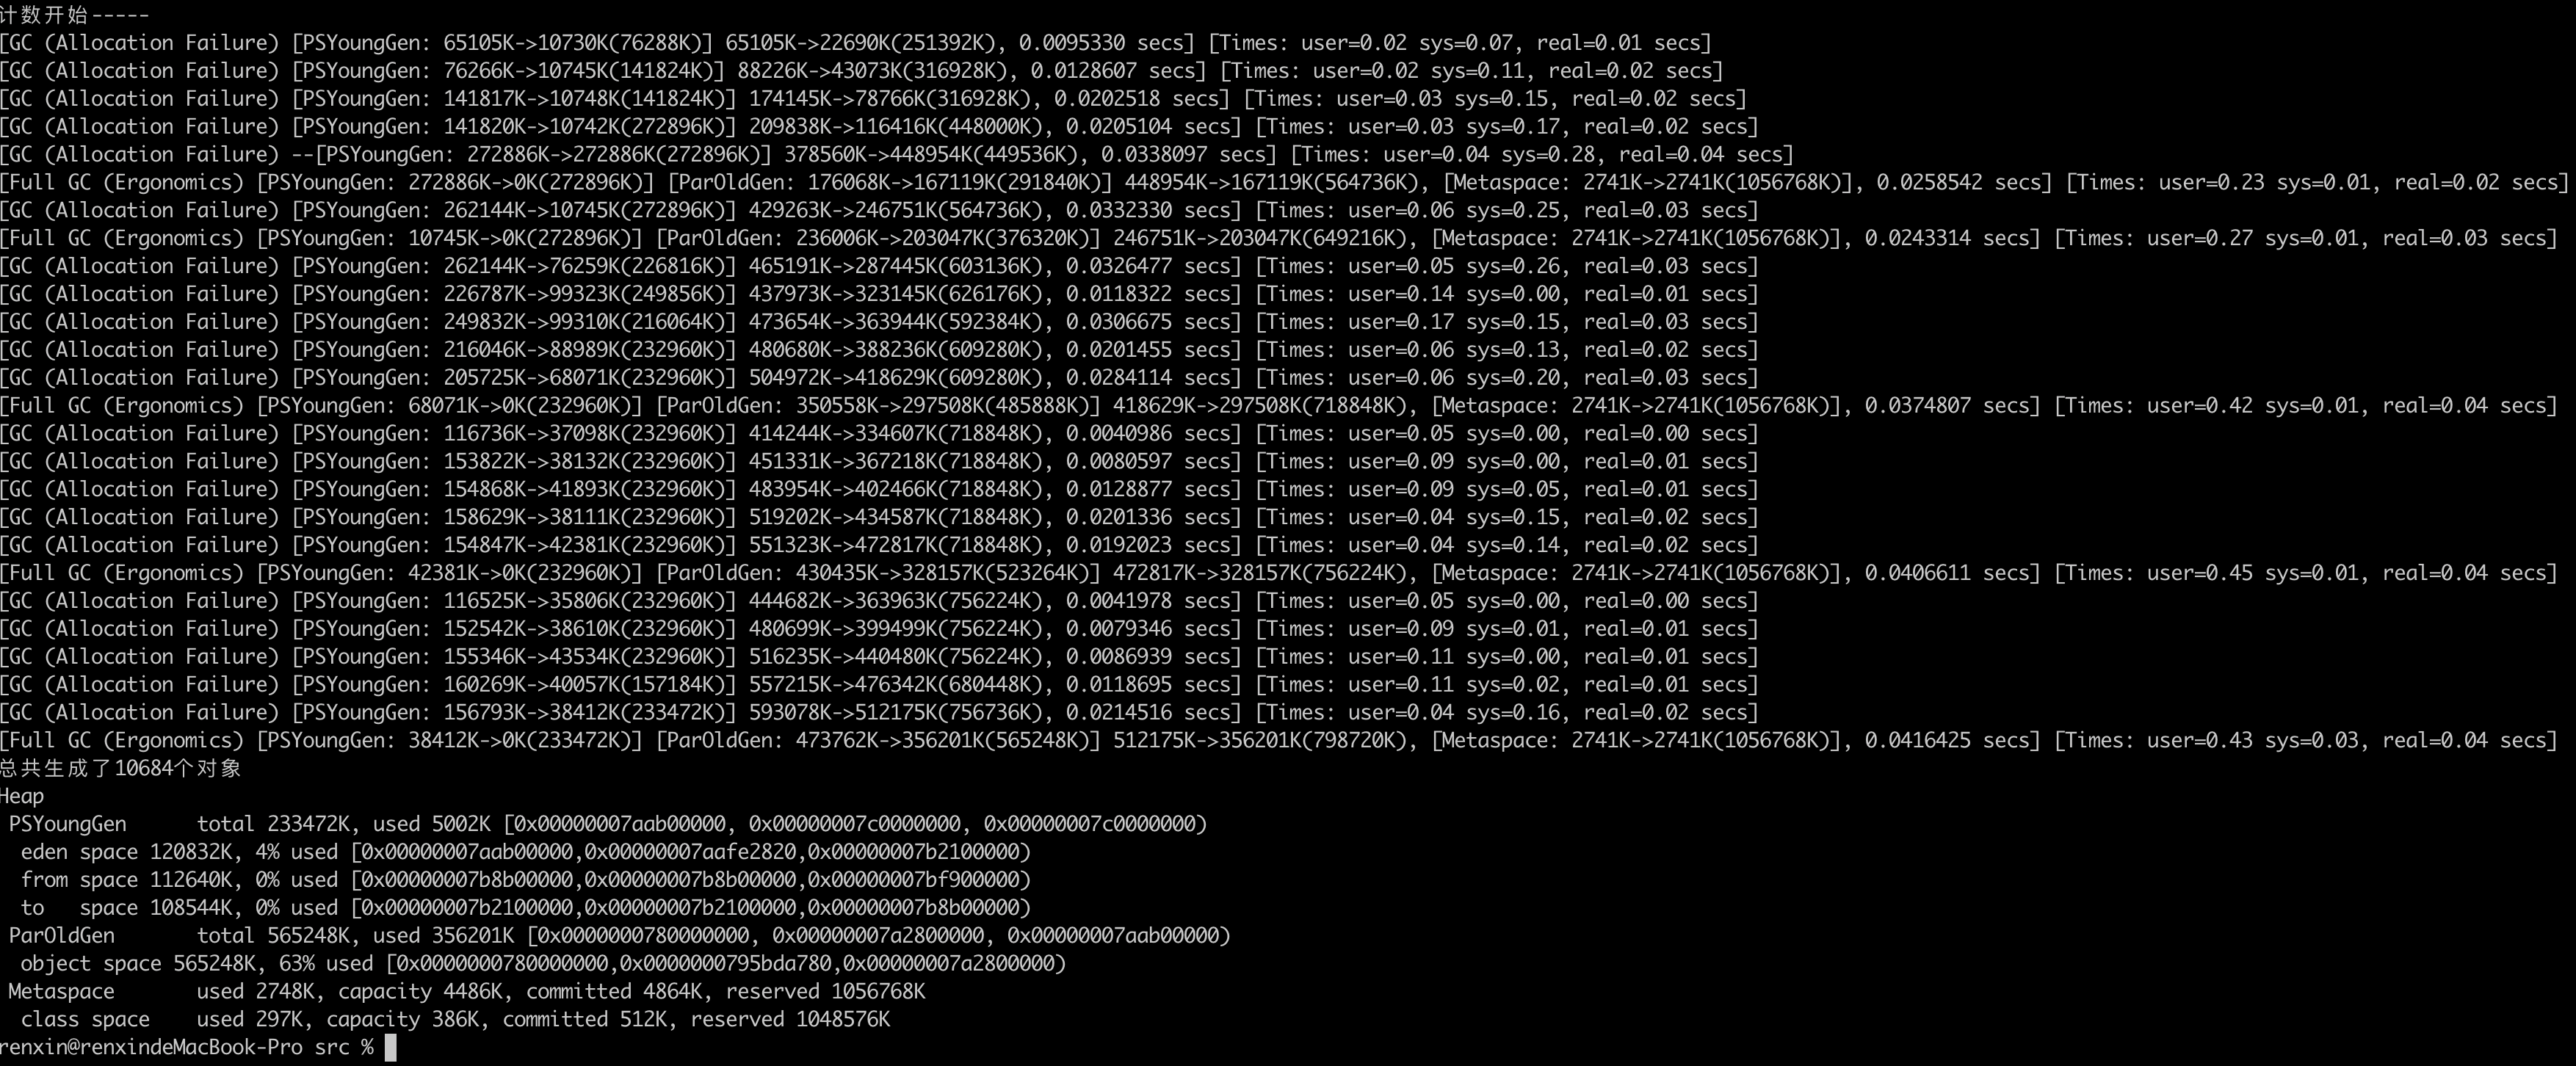 计数开始-----
[GC (Allocation Failure) [PSYoungGen: 65105K->10730K(76288K)] 65105K->22690K(251392K), 0.0095330 secs] [Times: user=0.02 sys=0.07, real=0.01 secs]
[GC (Allocation Failure) [PSYoungGen: 76266K->10745K(141824K)] 88226K->43073K(316928K), 0.0128607 secs] [Times: user=0.02 sys=0.11, real=0.02 secs]
[GC (Allocation Failure) [PSYoungGen: 141817K->10748K(141824K)] 174145K->78766K(316928K), 0.0202518 secs] [Times: user=0.03 sys=0.15, real=0.02 secs]
[GC (Allocation Failure) [PSYoungGen: 141820K->10742K(272896K)] 209838K->116416K(448000K), 0.0205104 secs] [Times: user=0.03 sys=0.17, real=0.02 secs]
[GC (Allocation Failure) --[PSYoungGen: 272886K->272886K(272896K)] 378560K->448954K(449536K), 0.0338097 secs] [Times: user=0.04 sys=0.28, real=0.04 secs]
[Full GC (Ergonomics) [PSYoungGen: 272886K->0K(272896K)] [ParOldGen: 176068K->167119K(291840K)] 448954K->167119K(564736K), [Metaspace: 2741K->2741K(1056768K)], 0.0258542 secs] [Times: user=0.23 sys=0.01, real=0.02 secs]
[GC (Allocation Failure) [PSYoungGen: 262144K->10745K(272896K)] 429263K->246751K(564736K), 0.0332330 secs] [Times: user=0.06 sys=0.25, real=0.03 secs]
[Full GC (Ergonomics) [PSYoungGen: 10745K->0K(272896K)] [ParOldGen: 236006K->203047K(376320K)] 246751K->203047K(649216K), [Metaspace: 2741K->2741K(1056768K)], 0.0243314 secs] [Times: user=0.27 sys=0.01, real=0.03 secs]
[GC (Allocation Failure) [PSYoungGen: 262144K->76259K(226816K)] 465191K->287445K(603136K), 0.0326477 secs] [Times: user=0.05 sys=0.26, real=0.03 secs]
[GC (Allocation Failure) [PSYoungGen: 226787K->99323K(249856K)] 437973K->323145K(626176K), 0.0118322 secs] [Times: user=0.14 sys=0.00, real=0.01 secs]
[GC (Allocation Failure) [PSYoungGen: 249832K->99310K(216064K)] 473654K->363944K(592384K), 0.0306675 secs] [Times: user=0.17 sys=0.15, real=0.03 secs]
[GC (Allocation Failure) [PSYoungGen: 216046K->88989K(232960K)] 480680K->388236K(609280K), 0.0201455 secs] [Times: user=0.06 sys=0.13, real=0.02 secs]
[GC (Allocation Failure) [PSYoungGen: 205725K->68071K(232960K)] 504972K->418629K(609280K), 0.0284114 secs] [Times: user=0.06 sys=0.20, real=0.03 secs]
[Full GC (Ergonomics) [PSYoungGen: 68071K->0K(232960K)] [ParOldGen: 350558K->297508K(485888K)] 418629K->297508K(718848K), [Metaspace: 2741K->2741K(1056768K)], 0.0374807 secs] [Times: user=0.42 sys=0.01, real=0.04 secs]
[GC (Allocation Failure) [PSYoungGen: 116736K->37098K(232960K)] 414244K->334607K(718848K), 0.0040986 secs] [Times: user=0.05 sys=0.00, real=0.00 secs]
[GC (Allocation Failure) [PSYoungGen: 153822K->38132K(232960K)] 451331K->367218K(718848K), 0.0080597 secs] [Times: user=0.09 sys=0.00, real=0.01 secs]
[GC (Allocation Failure) [PSYoungGen: 154868K->41893K(232960K)] 483954K->402466K(718848K), 0.0128877 secs] [Times: user=0.09 sys=0.05, real=0.01 secs]
[GC (Allocation Failure) [PSYoungGen: 158629K->38111K(232960K)] 519202K->434587K(718848K), 0.0201336 secs] [Times: user=0.04 sys=0.15, real=0.02 secs]
[GC (Allocation Failure) [PSYoungGen: 154847K->42381K(232960K)] 551323K->472817K(718848K), 0.0192023 secs] [Times: user=0.04 sys=0.14, real=0.02 secs]
[Full GC (Ergonomics) [PSYoungGen: 42381K->0K(232960K)] [ParOldGen: 430435K->328157K(523264K)] 472817K->328157K(756224K), [Metaspace: 2741K->2741K(1056768K)], 0.0406611 secs] [Times: user=0.45 sys=0.01, real=0.04 secs]
[GC (Allocation Failure) [PSYoungGen: 116525K->35806K(232960K)] 444682K->363963K(756224K), 0.0041978 secs] [Times: user=0.05 sys=0.00, real=0.00 secs]
[GC (Allocation Failure) [PSYoungGen: 152542K->38610K(232960K)] 480699K->399499K(756224K), 0.0079346 secs] [Times: user=0.09 sys=0.01, real=0.01 secs]
[GC (Allocation Failure) [PSYoungGen: 155346K->43534K(232960K)] 516235K->440480K(756224K), 0.0086939 secs] [Times: user=0.11 sys=0.00, real=0.01 secs]
[GC (Allocation Failure) [PSYoungGen: 160269K->40057K(157184K)] 557215K->476342K(680448K), 0.0118695 secs] [Times: user=0.11 sys=0.02, real=0.01 secs]
[GC (Allocation Failure) [PSYoungGen: 156793K->38412K(233472K)] 593078K->512175K(756736K), 0.0214516 secs] [Times: user=0.04 sys=0.16, real=0.02 secs]
[Full GC (Ergonomics) [PSYoungGen: 38412K->0K(233472K)] [ParOldGen: 473762K->356201K(565248K)] 512175K->356201K(798720K), [Metaspace: 2741K->2741K(1056768K)], 0.0416425 secs] [Times: user=0.43 sys=0.03, real=0.04 secs]
总共生成了10684个对象
Heap
 PSYoungGen      total 233472K, used 5002K [0x00000007aab00000, 0x00000007c0000000, 0x00000007c0000000)
  eden space 120832K, 4% used [0x00000007aab00000,0x00000007aafe2820,0x00000007b2100000)
  from space 112640K, 0% used [0x00000007b8b00000,0x00000007b8b00000,0x00000007bf900000)
  to   space 108544K, 0% used [0x00000007b2100000,0x00000007b2100000,0x00000007b8b00000)
 ParOldGen       total 565248K, used 356201K [0x0000000780000000, 0x00000007a2800000, 0x00000007aab00000)
  object space 565248K, 63% used [0x0000000780000000,0x0000000795bda780,0x00000007a2800000)
 Metaspace       used 2748K, capacity 4486K, committed 4864K, reserved 1056768K
  class space    used 297K, capacity 386K, committed 512K, reserved 1048576K
renxin@renxindeMacBook-Pro src %